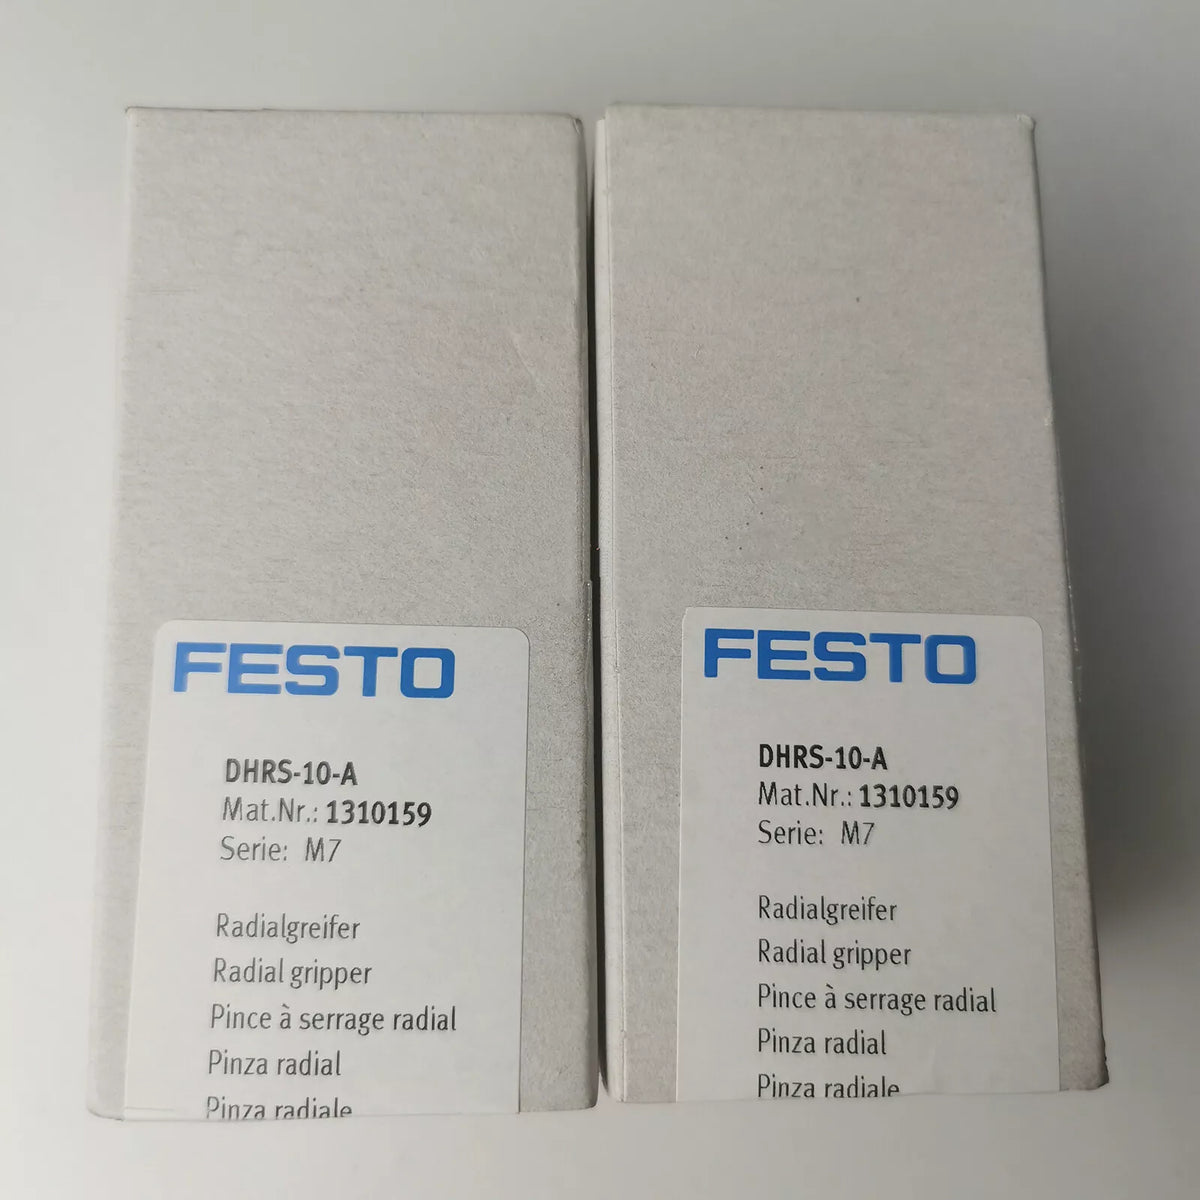 FESTO
DHRS-10-A
Mat.Nr.: 1310159
Serie: M7
Radialgreifer
Radial gripper
Pince à serrage radial
Pinza radial
Pinza radiale
FESTO
DHRS-10-A
Mat.Nr.: 1310159
Serie: M7
Radialgreifer
Radial gripper
Pince à serrage radial
Pinza radial
Pinza radiale